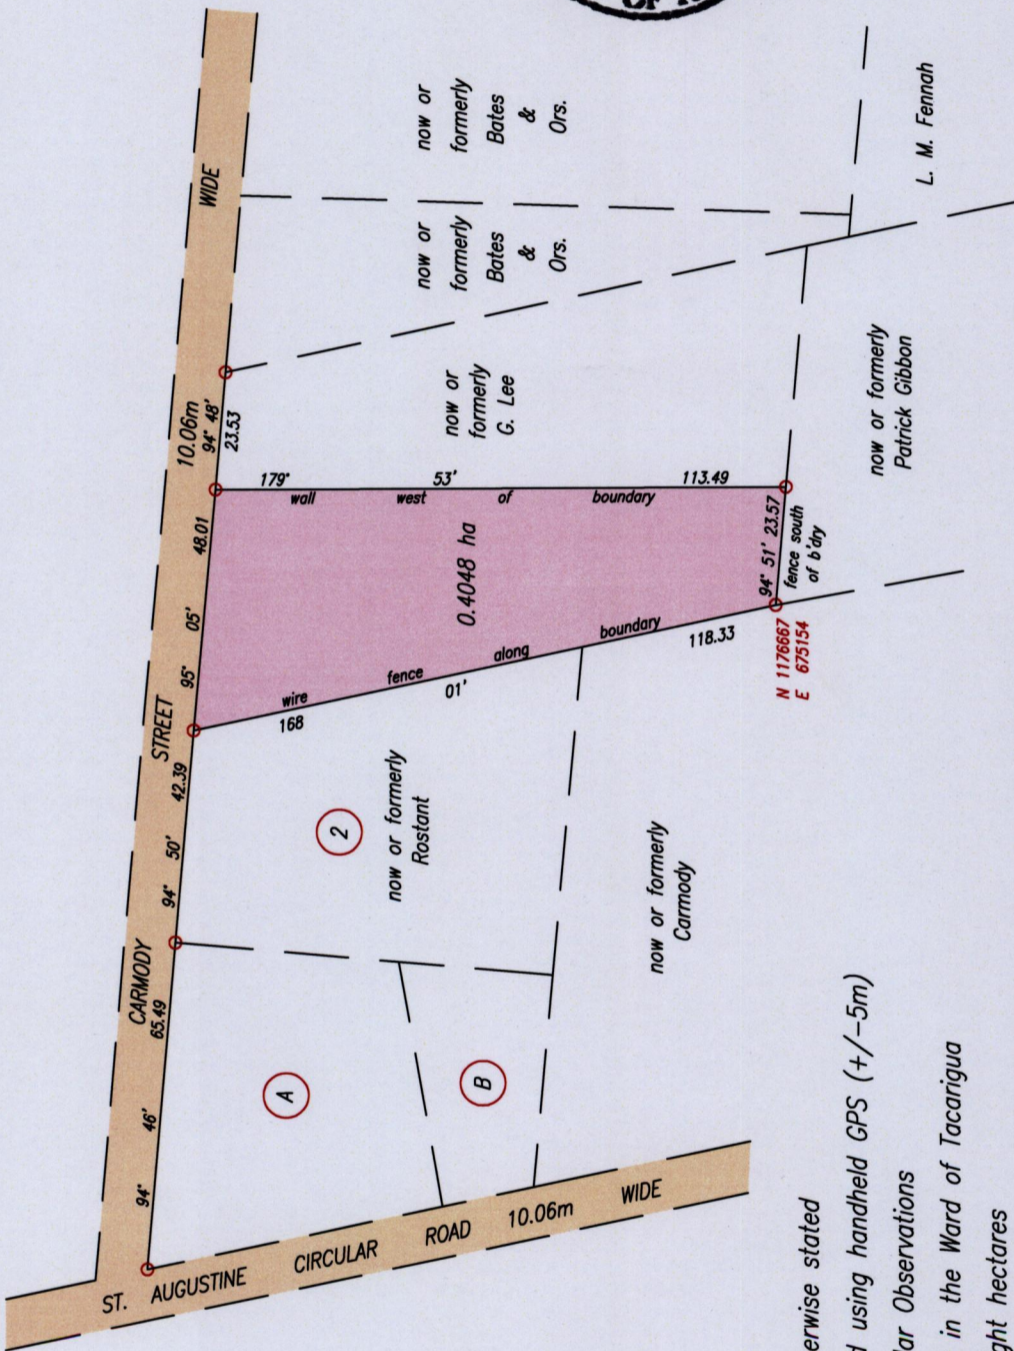 OF
WIDE
10.06m
94° 48'
23.53
48.01
05'
95°
STREET
42.39
50'
94°
CARMODY
65.49
46'
94°
now or
formerly
Bates
&
Ors.
now or
formerly
Bates
&
Ors.
L. M. Fennah
now or
formerly
G. Lee
now or formerly
Patrick Gibbon
179° 53' 113.49
wall west of boundary
0.4048 ha
94° 51' 23.57
fence south
of b'dry
wire fence along boundary
168 01' 118.33
N 1176667
E 675154
2
now or formerly
Rostant
now or formerly
Carmody
A
B
ST. AUGUSTINE CIRCULAR ROAD 10.06m WIDE
erwise stated
d using handheld GPS (+/-5m)
lar Observations
in the Ward of Tacarigua
ght hectares